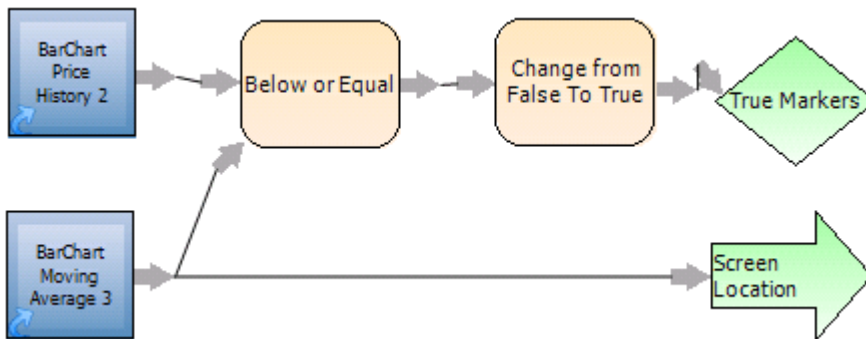 BarChart
Price
History 2
Below or Equal
Change from
False To True
True Markers
BarChart
Moving
Average 3
Screen
Location